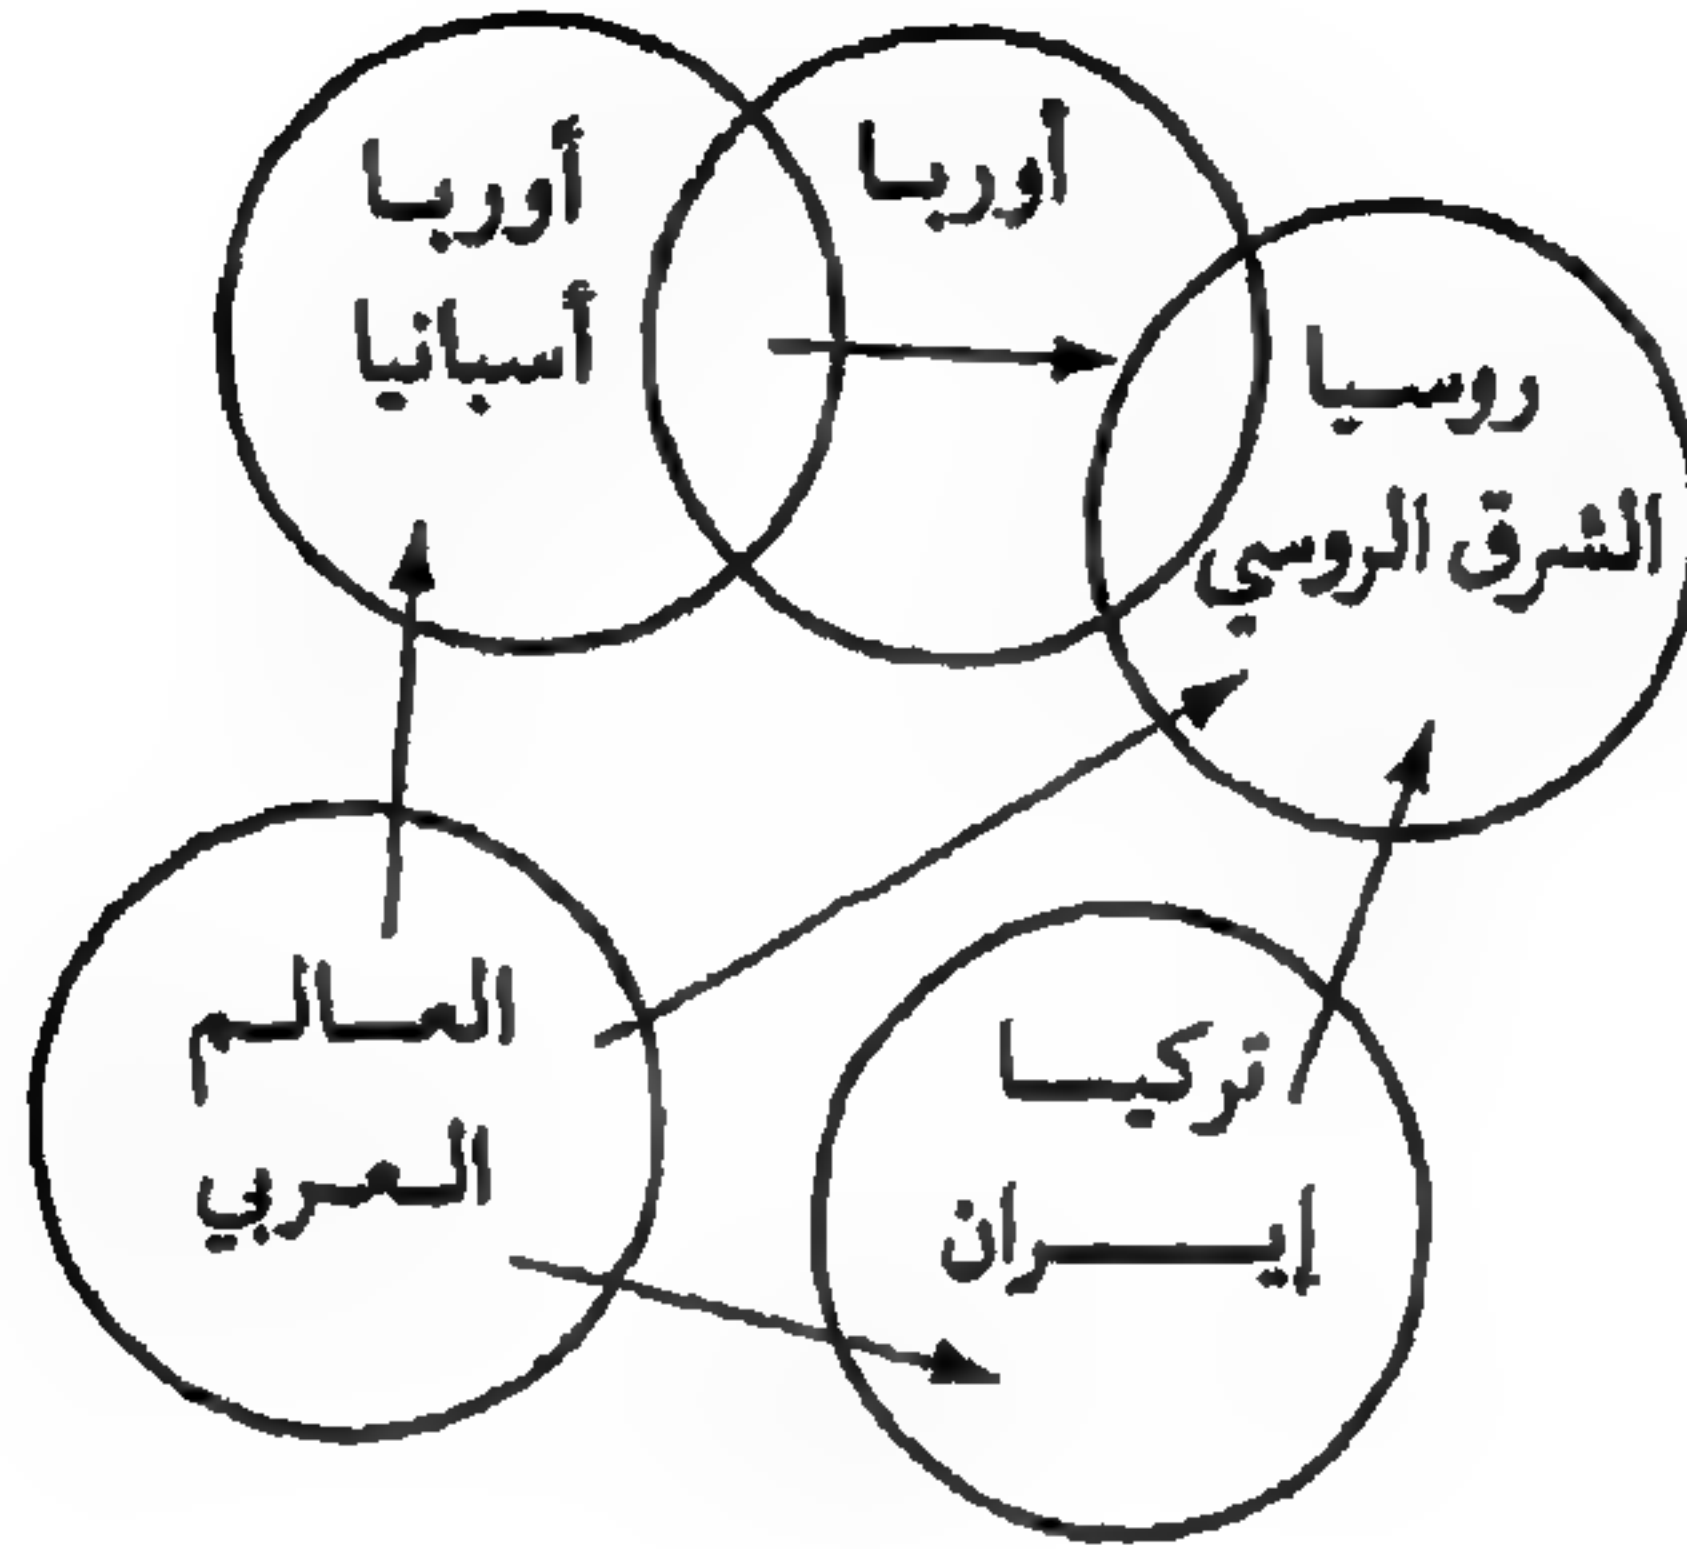 أوربا
أسبانيا
أوربا
روسيا
الشرق الروسي
العالم
العربي
تركيا
إيران